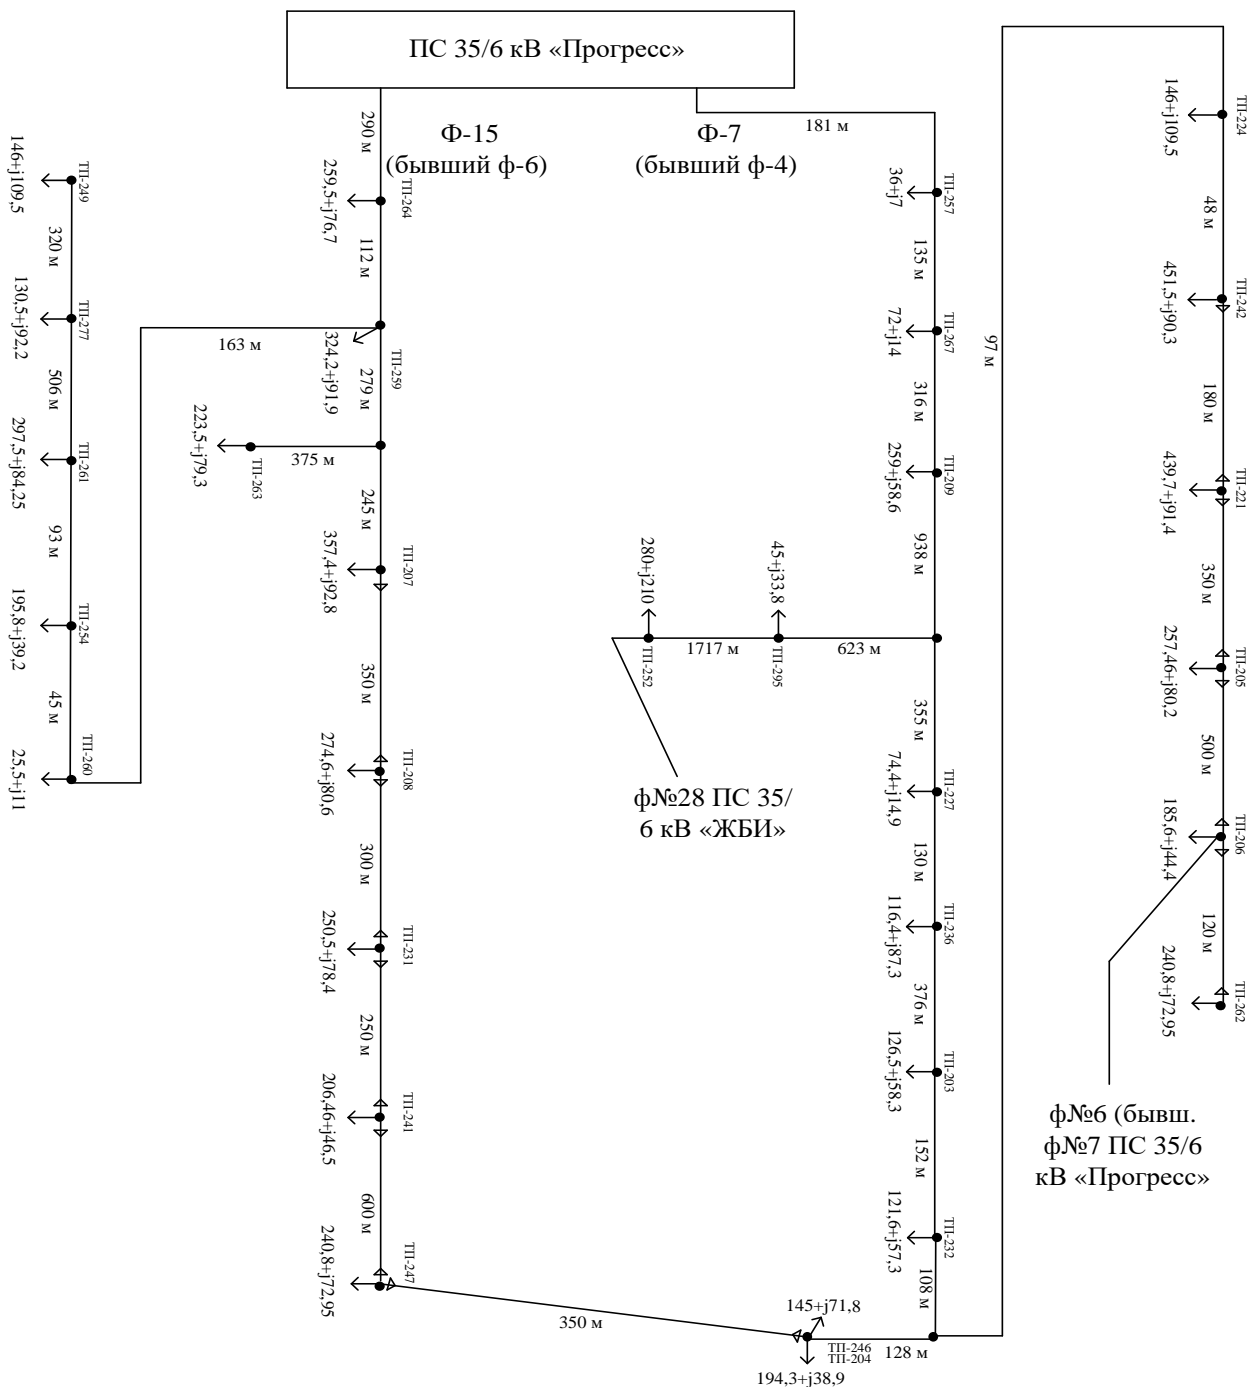 ПС 35/6 кВ «Прогресс»
Ф-15
(бывший ф-6)
Ф-7
(бывший ф-4)
290 м
ТП-264
259,5+j76,7
112 м
ТП-259
324,2+j91,9
163 м
279 м
ТП-263
223,5+j79,3
375 м
245 м
ТП-207
357,4+j92,8
350 м
ТП-208
274,6+j80,6
300 м
ТП-231
250,5+j78,4
250 м
ТП-241
206,46+j46,5
600 м
ТП-247
240,8+j72,95
350 м
ТП-249
146+j109,5
320 м
ТП-277
130,5+j92,2
506 м
ТП-261
297,5+j84,25
93 м
ТП-254
195,8+j39,2
45 м
ТП-260
25,5+j11
181 м
ТП-257
36+j7
135 м
ТП-267
72+j14
316 м
ТП-209
259+j58,6
938 м
623 м
ТП-295
45+j33,8
1717 м
ТП-252
280+j210
ф№28 ПС 35/
6 кВ «ЖБИ»
355 м
ТП-227
74,4+j14,9
130 м
ТП-236
116,4+j87,3
376 м
ТП-203
126,5+j58,3
152 м
ТП-232
121,6+j57,3
108 м
128 м
145+j71,8
ТП-246
ТП-204
194,3+j38,9
97 м
ТП-224
146+j109,5
48 м
ТП-242
451,5+j90,3
180 м
ТП-221
439,7+j91,4
350 м
ТП-205
257,46+j80,2
500 м
ТП-206
185,6+j44,4
120 м
ТП-262
240,8+j72,95
ф№6 (бывш.
ф№7 ПС 35/6
кВ «Прогресс»